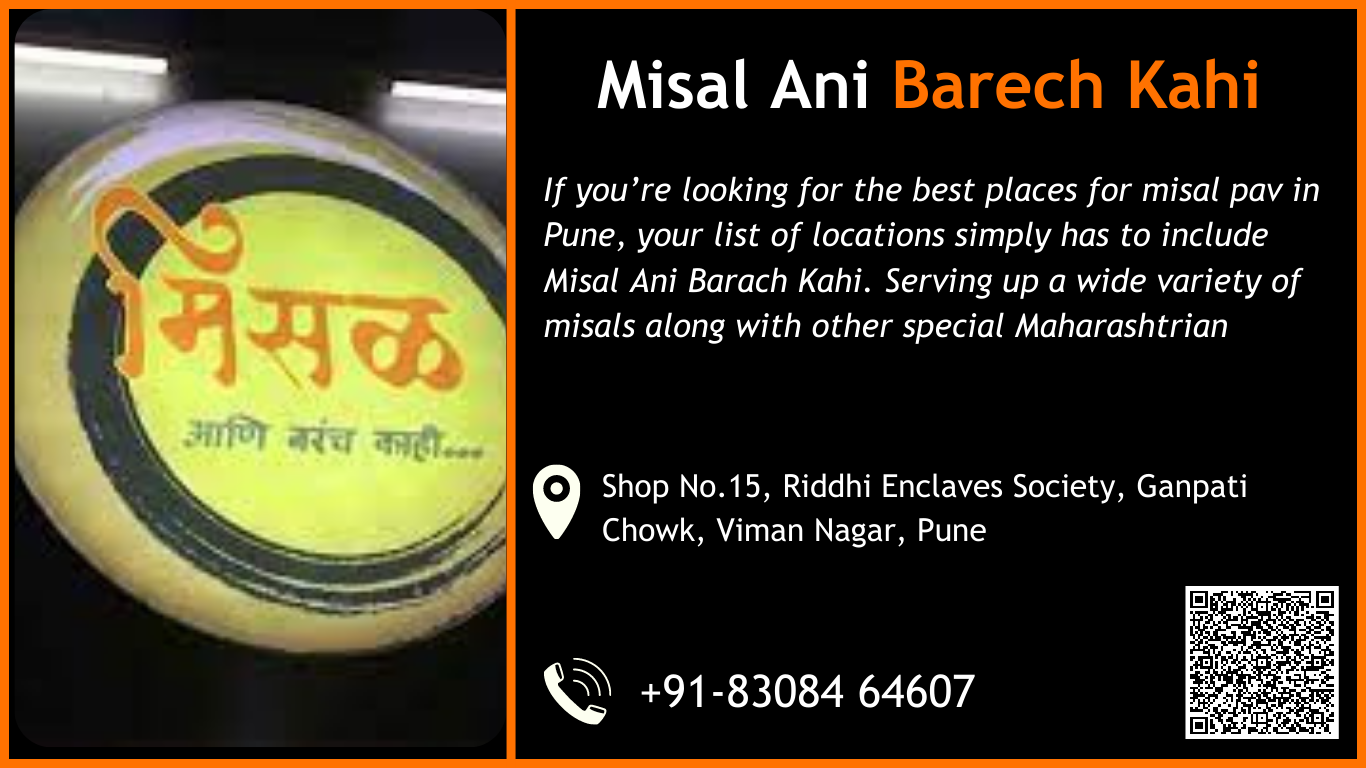 मिसळ
आणि बरंच काही...
Misal Ani Barech Kahi
If you’re looking for the best places for misal pav in
Pune, your list of locations simply has to include
Misal Ani Barach Kahi. Serving up a wide variety of
misals along with other special Maharashtrian
Shop No.15, Riddhi Enclaves Society, Ganpati
Chowk, Viman Nagar, Pune
+91-83084 64607